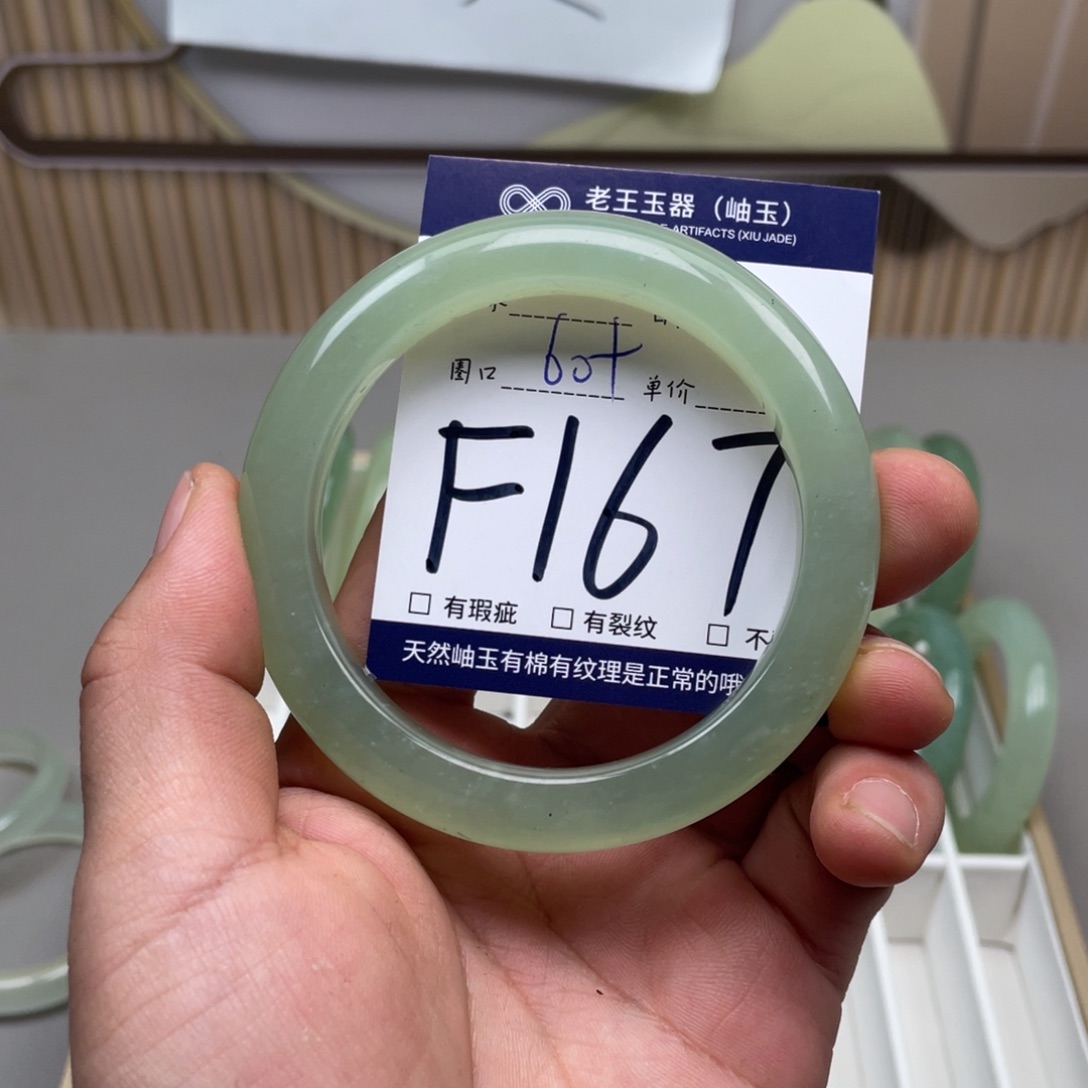 老王玉器（岫玉）
ARTIFACTS (XIU JADE)
圈口 60+ 单价
F167
□ 有瑕疵 □ 有裂纹 □ 不
天然岫玉有棉有纹理是正常的哦